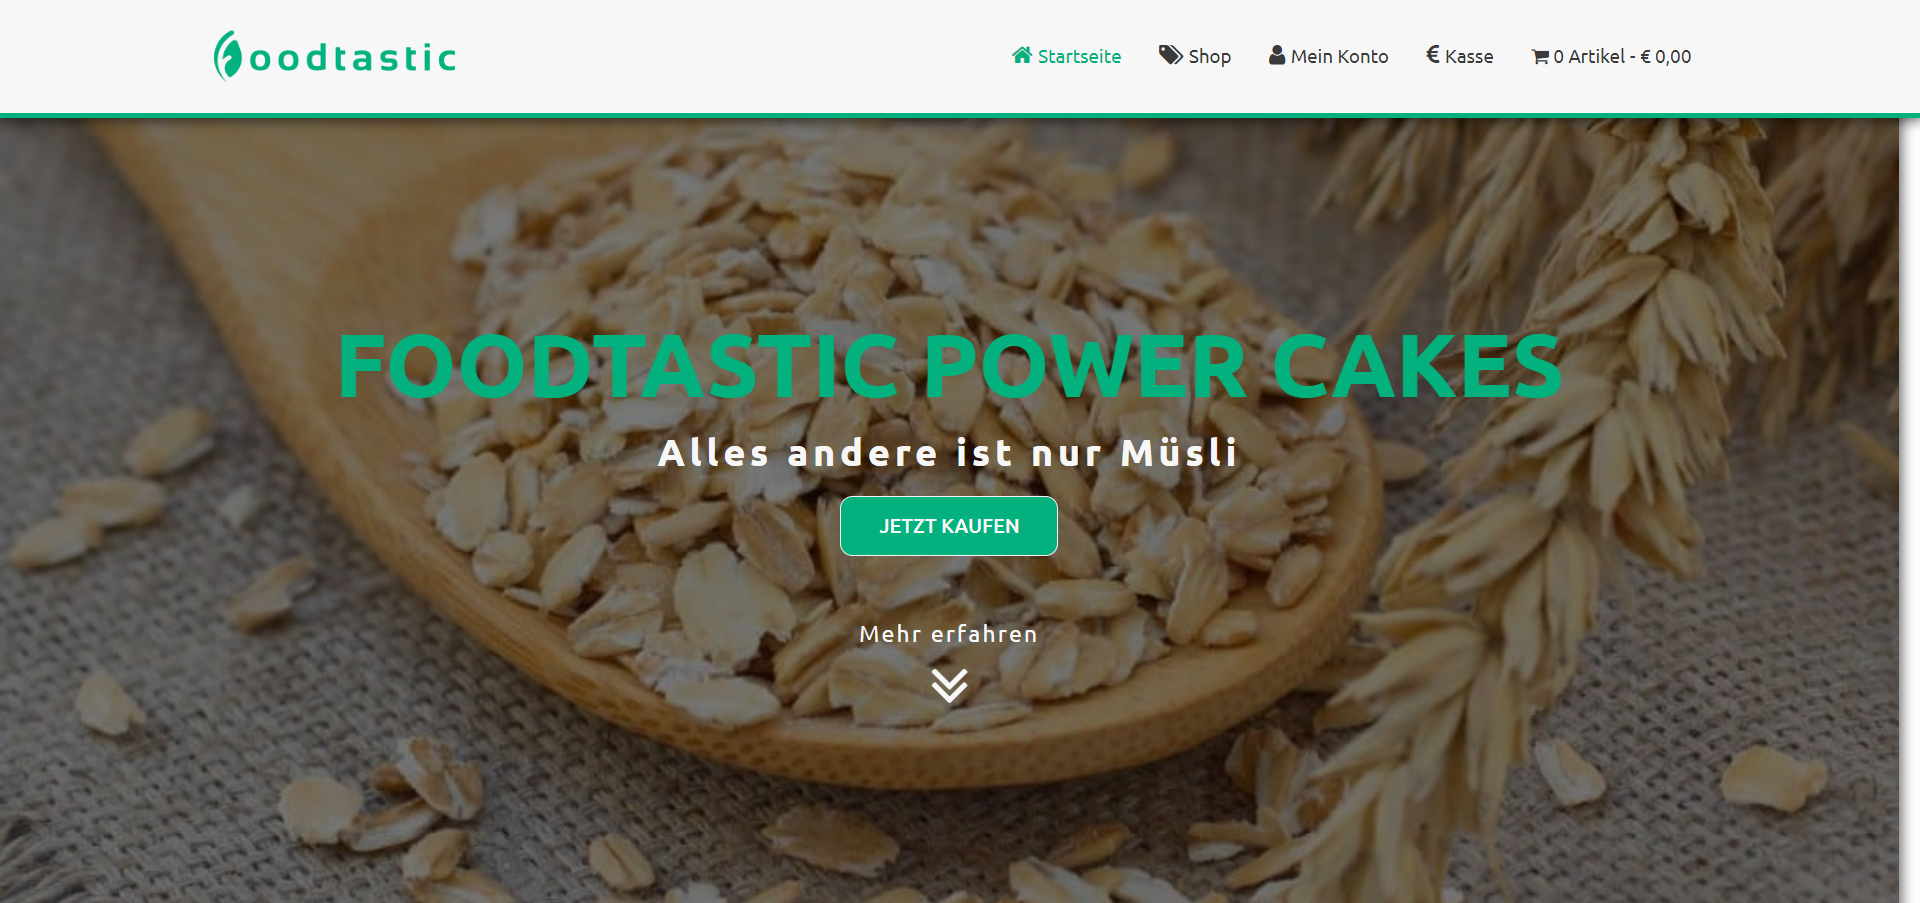 foodtastic
Startseite
Shop
Mein Konto
€ Kasse
0 Artikel - € 0,00
FOODTASTIC POWER CAKES
Alles andere ist nur Müsli
JETZT KAUFEN
Mehr erfahren